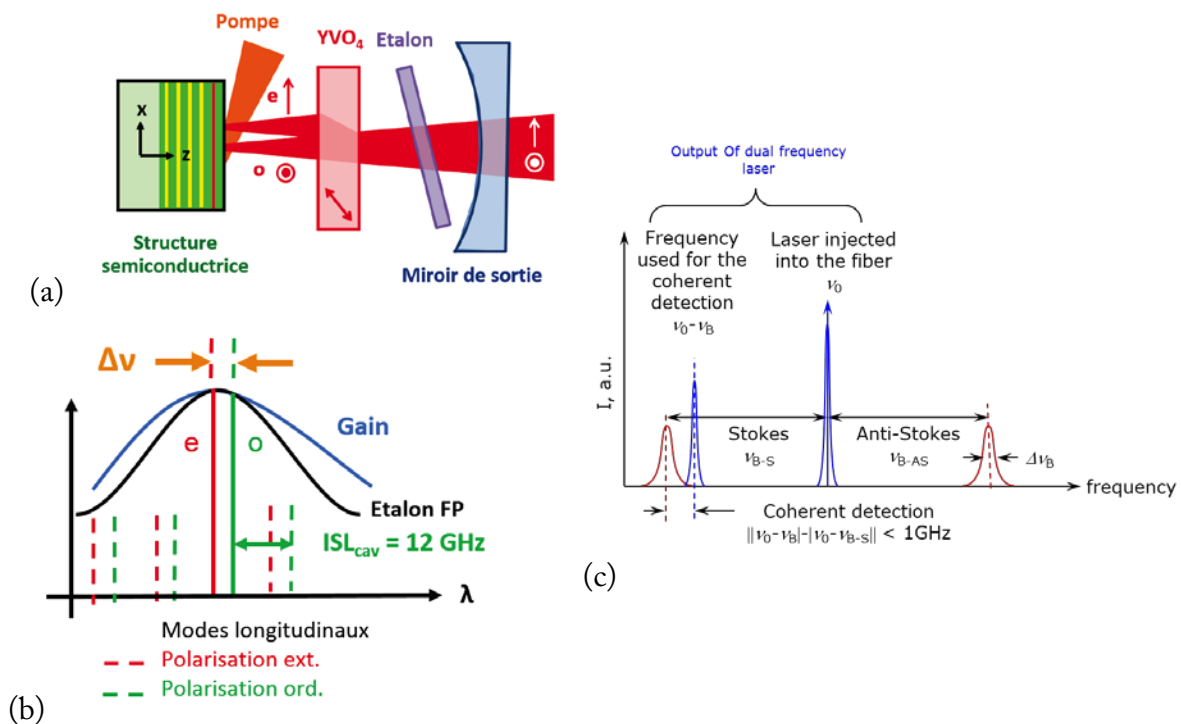 Pompe
YVO₄
Etalon
e
x
z
o
Structure
semiconductrice
Miroir de sortie
(a)
Δν
Gain
e
o
Etalon FP
ISLcav = 12 GHz
λ
Modes longitudinaux
Polarisation ext.
Polarisation ord.
(b)
Output Of dual frequency
laser
Frequency
used for the
coherent
detection
ν₀-νB
Laser injected
into the fiber
ν₀
I, a.u.
Stokes
νB-S
Anti-Stokes
νB-AS
ΔνB
frequency
Coherent detection
||ν₀-νB|-|ν₀-νB-S|| < 1GHz
(c)